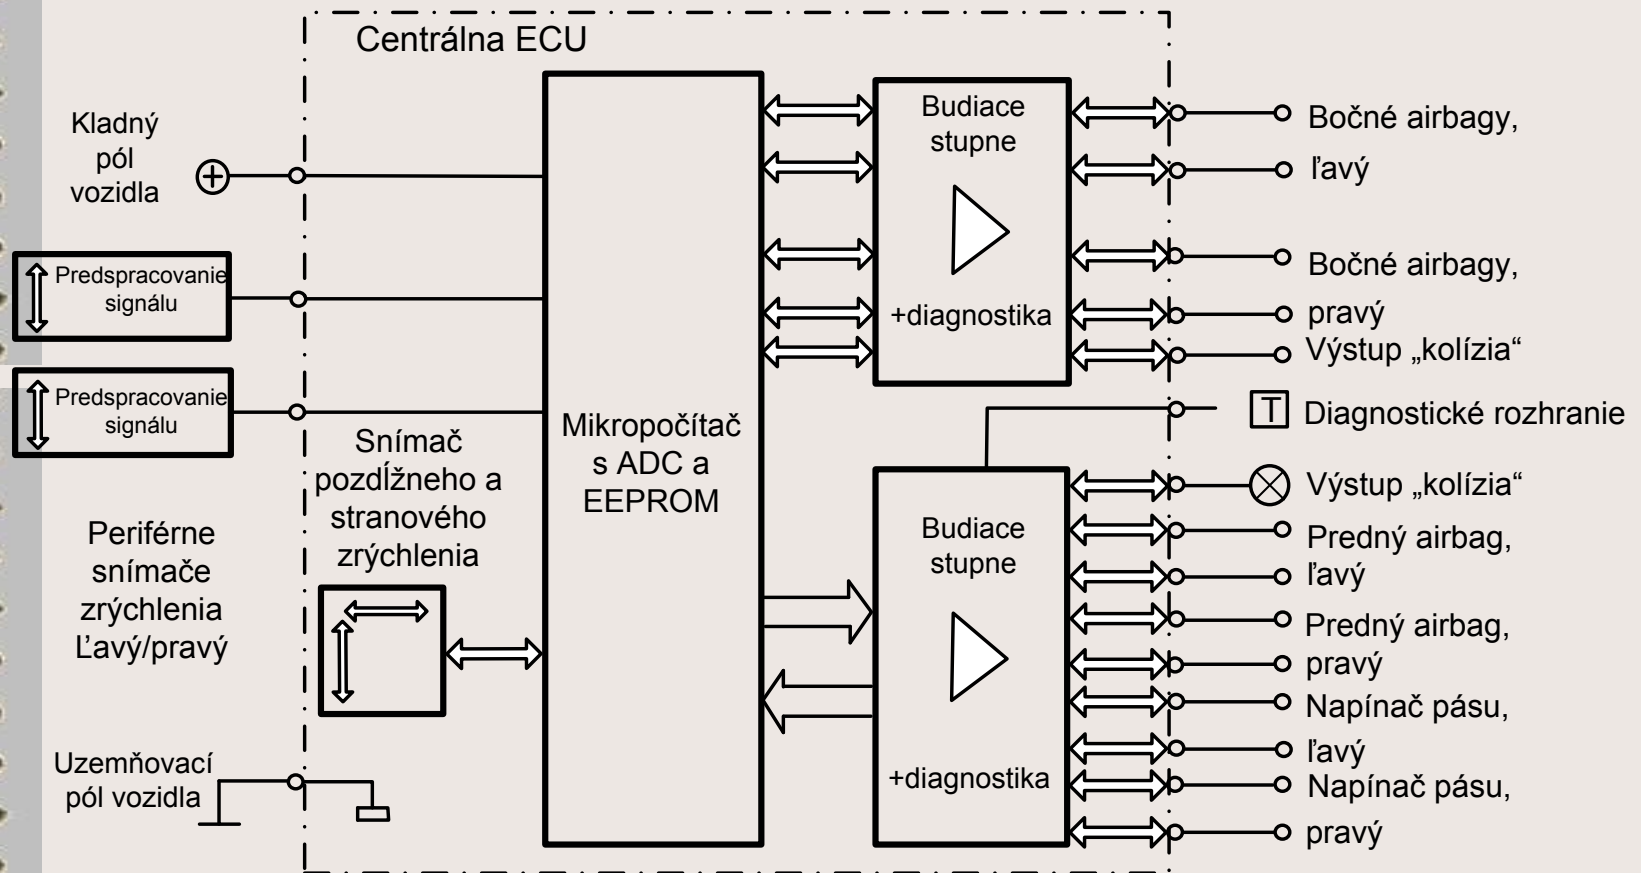 Centrálna ECU
Kladný
pól
vozidla
Predspracovanie
signálu
Predspracovanie
signálu
Periférne
snímače
zrýchlenia
Ľavý/pravý
Uzemňovací
pól vozidla
Snímač
pozdĺžneho a
stranového
zrýchlenia
Mikropočítač
s ADC a
EEPROM
Budiace
stupne
+diagnostika
Budiace
stupne
+diagnostika
Bočné airbagy,
ľavý
Bočné airbagy,
pravý
Výstup „kolízia“
T Diagnostické rozhranie
Výstup „kolízia“
Predný airbag,
ľavý
Predný airbag,
pravý
Napínač pásu,
ľavý
Napínač pásu,
pravý